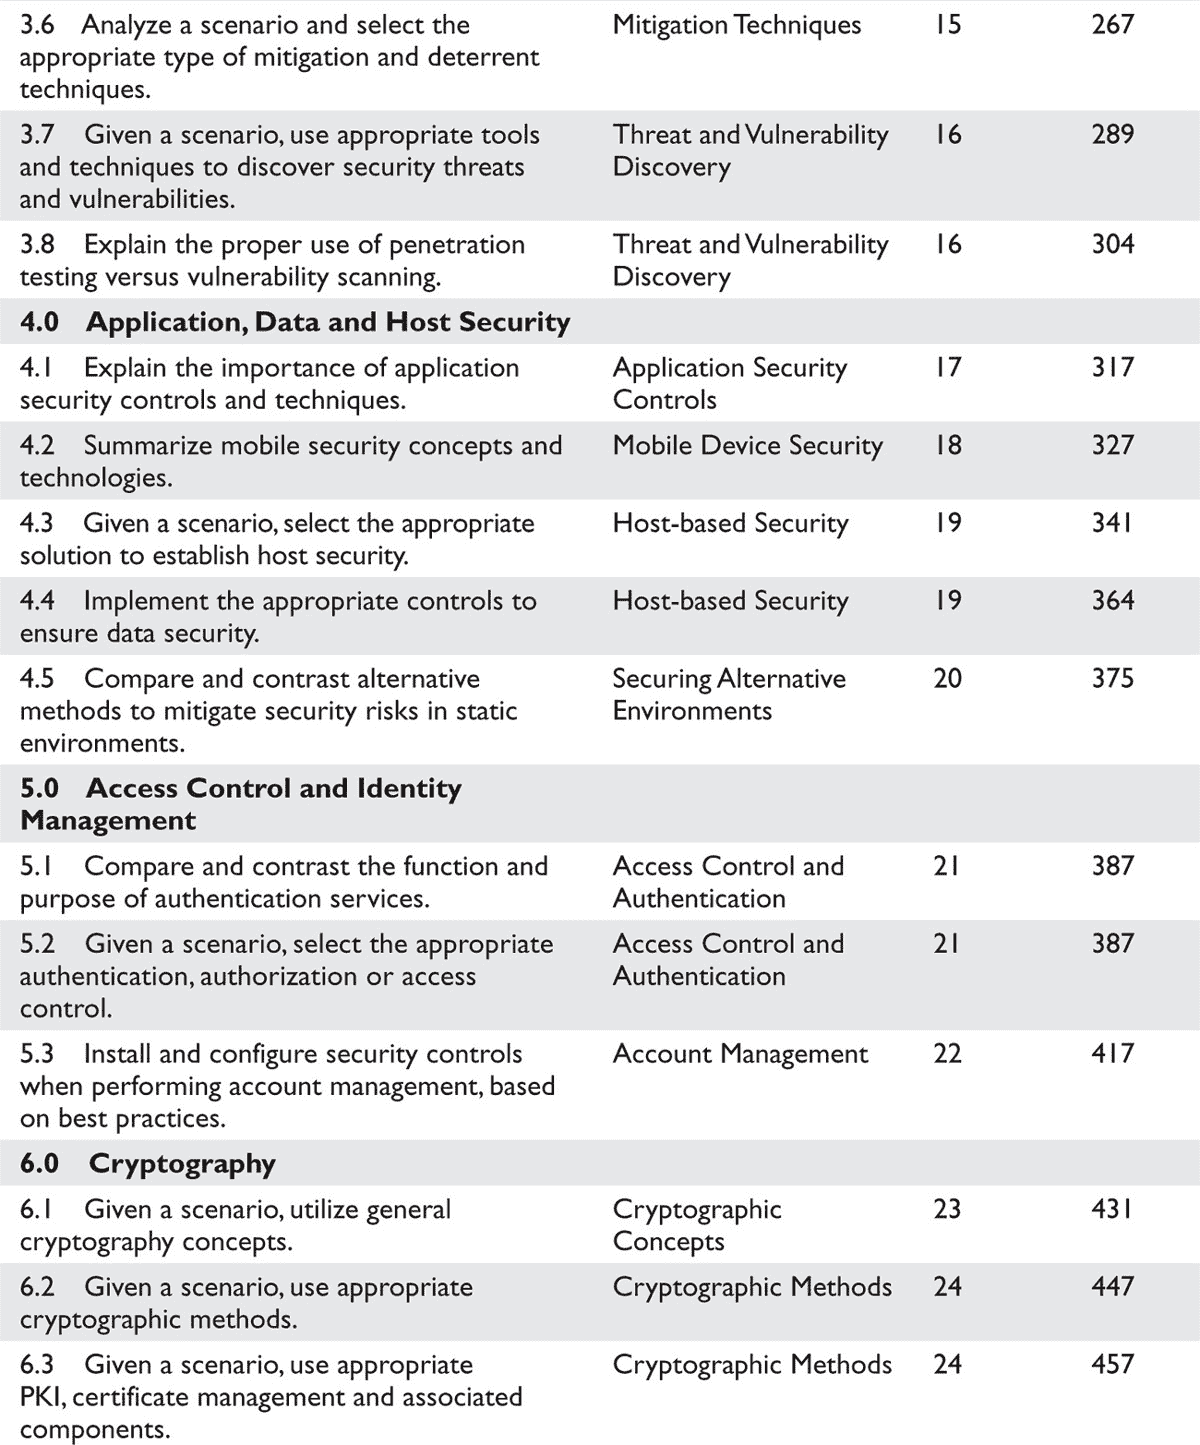 3.6 Analyze a scenario and select the Mitigation Techniques 15 267
appropriate type of mitigation and deterrent
techniques.
3.7 Given a scenario, use appropriate tools Threat and Vulnerability 16 289
and techniques to discover security threats Discovery
and vulnerabilities.
3.8 Explain the proper use of penetration Threat and Vulnerability 16 304
testing versus vulnerability scanning. Discovery
4.0 Application, Data and Host Security
4.1 Explain the importance of application Application Security 17 317
security controls and techniques. Controls
4.2 Summarize mobile security concepts and Mobile Device Security 18 327
technologies.
4.3 Given a scenario, select the appropriate Host-based Security 19 341
solution to establish host security.
4.4 Implement the appropriate controls to Host-based Security 19 364
ensure data security.
4.5 Compare and contrast alternative Securing Alternative 20 375
methods to mitigate security risks in static Environments
environments.
5.0 Access Control and Identity
Management
5.1 Compare and contrast the function and Access Control and 21 387
purpose of authentication services. Authentication
5.2 Given a scenario, select the appropriate Access Control and 21 387
authentication, authorization or access Authentication
control.
5.3 Install and configure security controls Account Management 22 417
when performing account management, based
on best practices.
6.0 Cryptography
6.1 Given a scenario, utilize general Cryptographic 23 431
cryptography concepts. Concepts
6.2 Given a scenario, use appropriate Cryptographic Methods 24 447
cryptographic methods.
6.3 Given a scenario, use appropriate Cryptographic Methods 24 457
PKI, certificate management and associated
components.